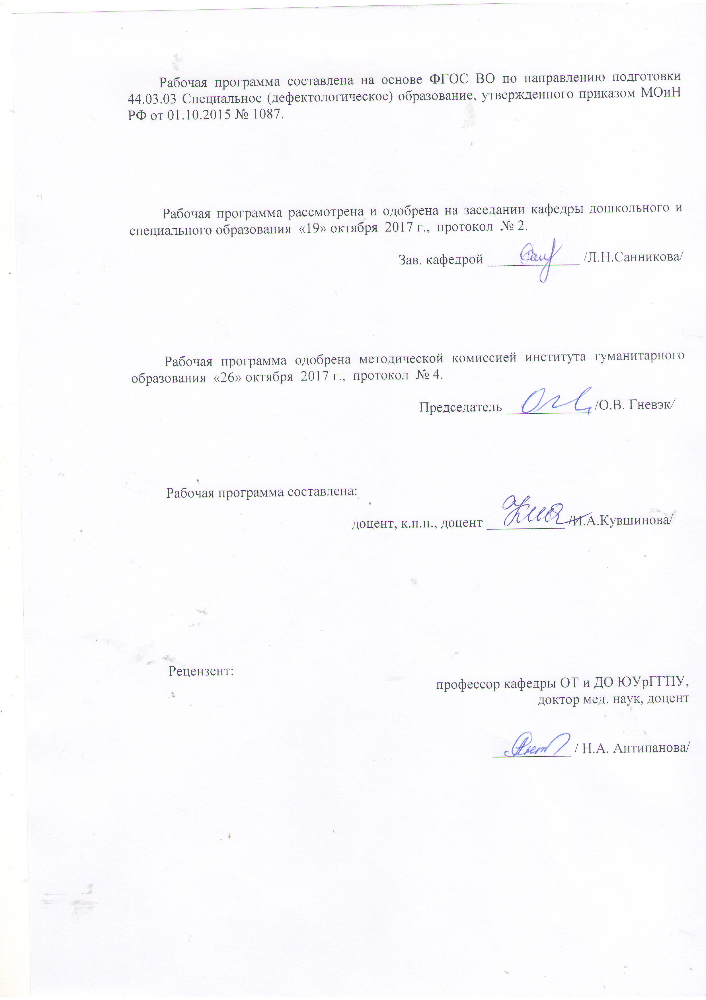 Рабочая программа составлена на основе ФГОС ВО по направлению подготовки
44.03.03 Специальное (дефектологическое) образование, утвержденного приказом МОиН
РФ от 01.10.2015 № 1087.
Рабочая программа рассмотрена и одобрена на заседании кафедры дошкольного и
специального образования «19» октября 2017 г., протокол № 2.
Зав. кафедрой _____________ /Л.Н.Санникова/
Рабочая программа одобрена методической комиссией института гуманитарного
образования «26» октября 2017 г., протокол № 4.
Председатель ____________ /О.В. Гневэк/
Рабочая программа составлена:
доцент, к.п.н., доцент ___________ /И.А.Кувшинова/
Рецензент:
профессор кафедры ОТ и ДО ЮУрГГПУ,
доктор мед. наук, доцент
___________ / Н.А. Антипанова/